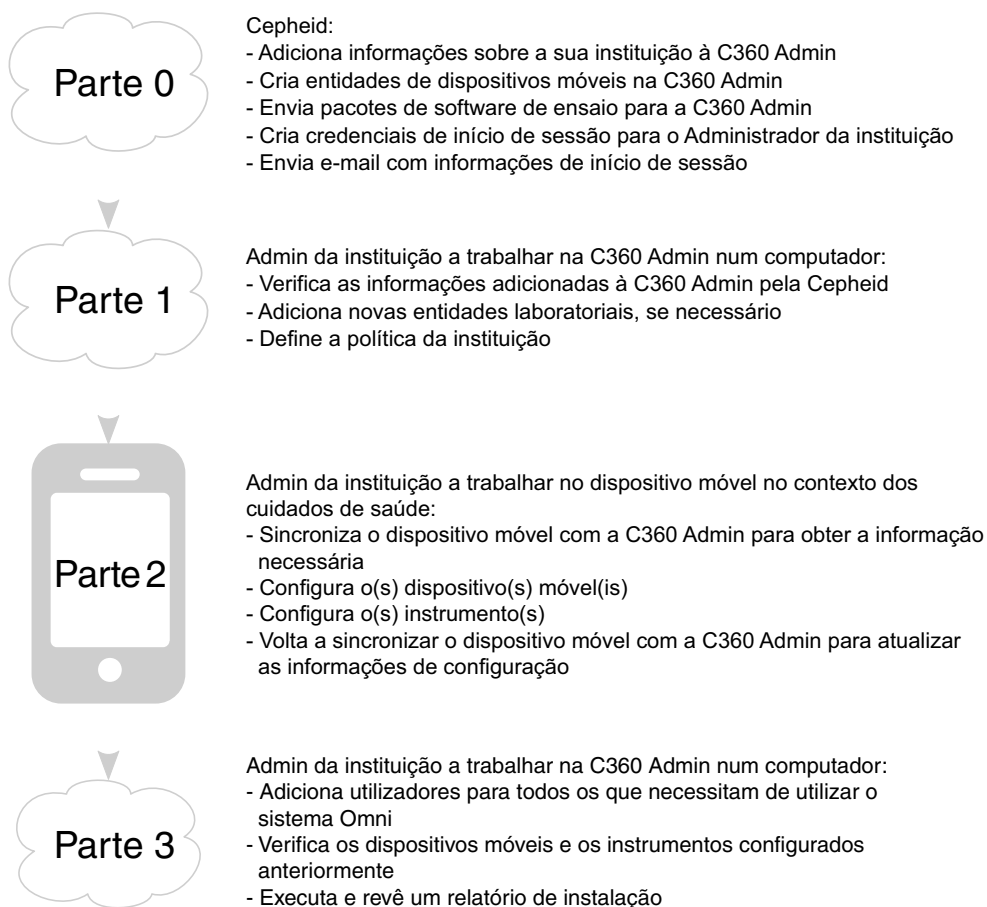 Parte 0
Cepheid:
- Adiciona informações sobre a sua instituição à C360 Admin
- Cria entidades de dispositivos móveis na C360 Admin
- Envia pacotes de software de ensaio para a C360 Admin
- Cria credenciais de início de sessão para o Administrador da instituição
- Envia e-mail com informações de início de sessão
Parte 1
Admin da instituição a trabalhar na C360 Admin num computador:
- Verifica as informações adicionadas à C360 Admin pela Cepheid
- Adiciona novas entidades laboratoriais, se necessário
- Define a política da instituição
Parte 2
Admin da instituição a trabalhar no dispositivo móvel no contexto dos
cuidados de saúde:
- Sincroniza o dispositivo móvel com a C360 Admin para obter a informação
necessária
- Configura o(s) dispositivo(s) móvel(is)
- Configura o(s) instrumento(s)
- Volta a sincronizar o dispositivo móvel com a C360 Admin para atualizar
as informações de configuração
Parte 3
Admin da instituição a trabalhar na C360 Admin num computador:
- Adiciona utilizadores para todos os que necessitam de utilizar o
sistema Omni
- Verifica os dispositivos móveis e os instrumentos configurados
anteriormente
- Executa e revê um relatório de instalação